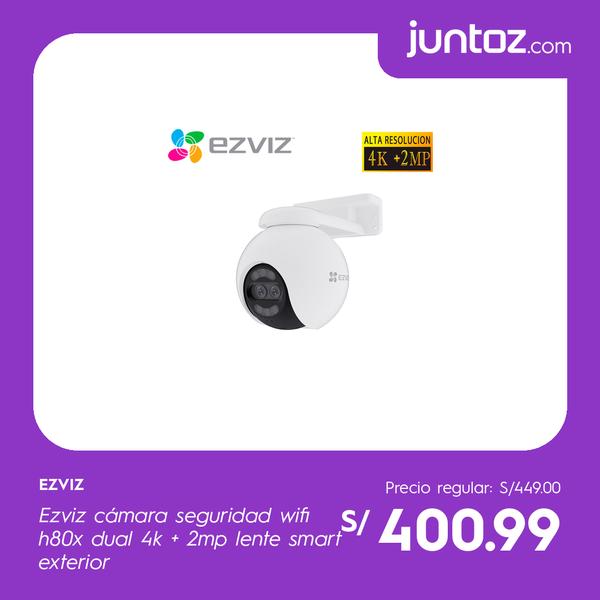 juntoz.com
ezviz
ALTA RESOLUCION
4K +2MP
EZVIZ
EZVIZ
Precio regular: S/449.00
Ezviz cámara seguridad wifi
h80x dual 4k + 2mp lente smart
exterior
S/ 400.99